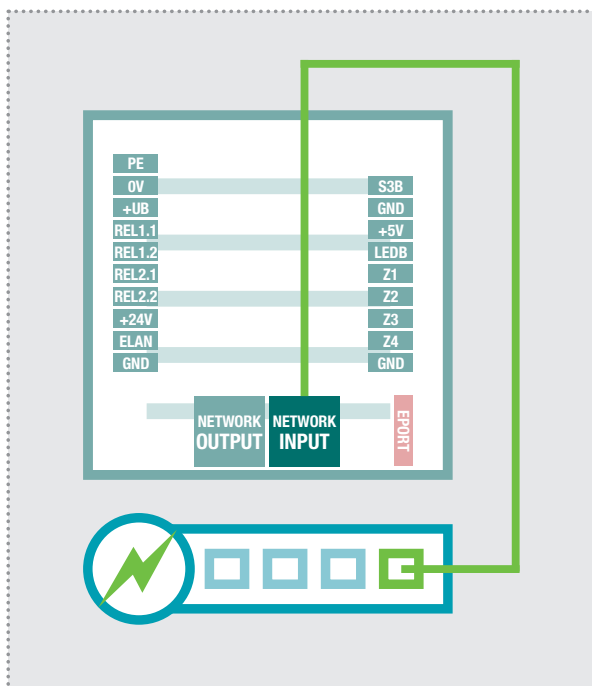 PE
0V
+UB
REL1.1
REL1.2
REL2.1
REL2.2
+24V
ELAN
GND
S3B
GND
+5V
LEDB
Z1
Z2
Z3
Z4
GND
NETWORK
OUTPUT
NETWORK
INPUT
EPORT